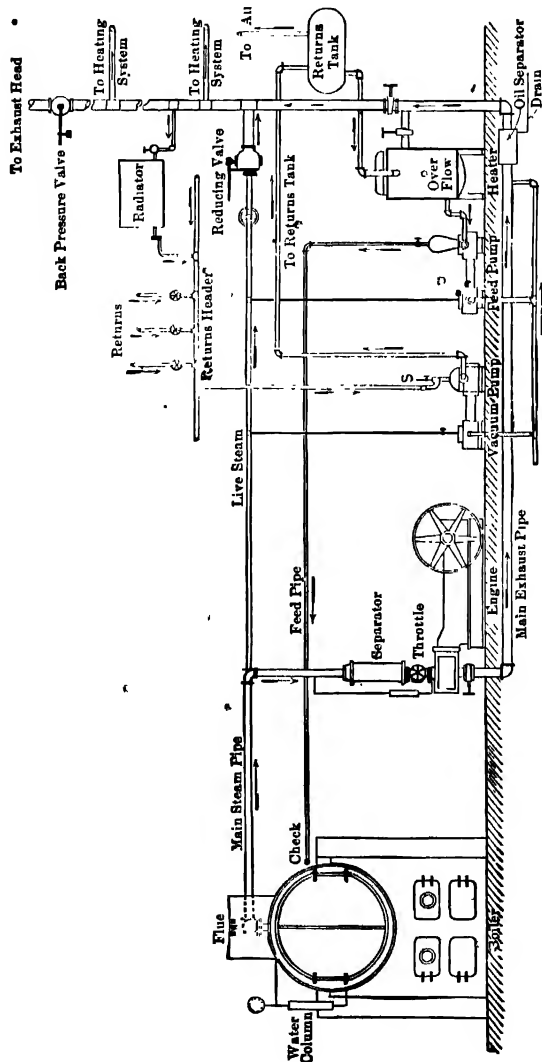 To Exhaust Head
Back Pressure Valve
To Heating
System
To Heating
System
Radiator
Reducing Valve
Returns
Returns Header
To
Returns
Tank
To Returns Tank
Over
Flow
Heater
Oil Separator
Drain
Feed Pump
S
Vacuum Pump
Live Steam
Feed Pipe
Separator
Throttle
Engine
Main Exhaust Pipe
Main Steam Pipe
Check
Flue
Water
Column
Boiler